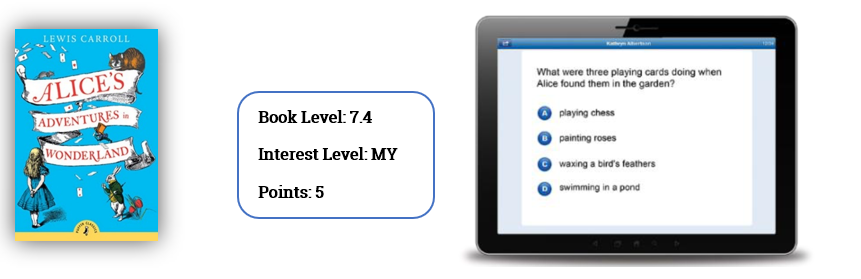 LEWIS CARROLL
ALICE'S
ADVENTURES in
WONDERLAND
Book Level: 7.4
Interest Level: MY
Points: 5
What were three playing cards doing when
Alice found them in the garden?
A playing chess
B painting roses
C waxing a bird's feathers
D swimming in a pond